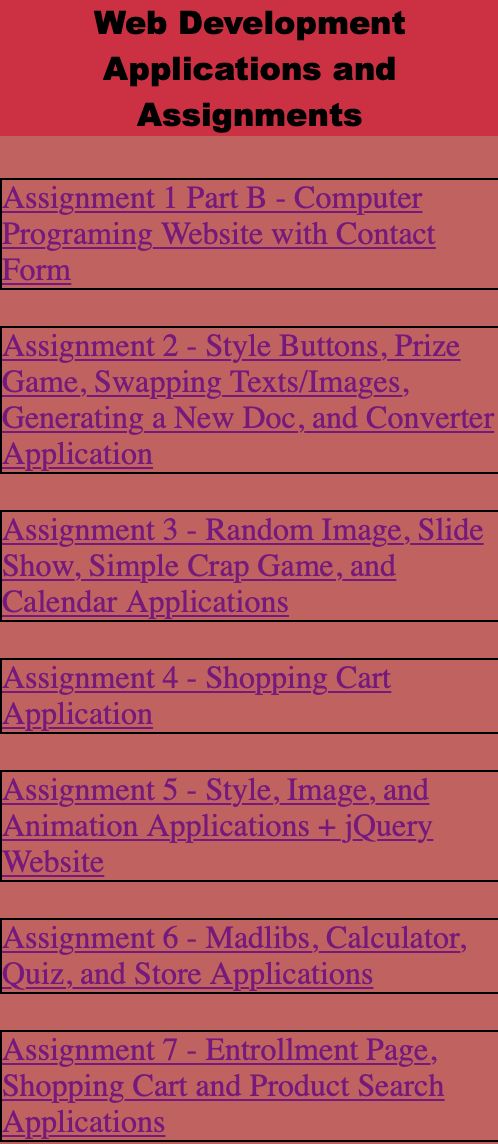 Web Development
Applications and
Assignments
Assignment 1 Part B - Computer
Programing Website with Contact
Form
Assignment 2 - Style Buttons, Prize
Game, Swapping Texts/Images,
Generating a New Doc, and Converter
Application
Assignment 3 - Random Image, Slide
Show, Simple Crap Game, and
Calendar Applications
Assignment 4 - Shopping Cart
Application
Assignment 5 - Style, Image, and
Animation Applications + jQuery
Website
Assignment 6 - Madlibs, Calculator,
Quiz, and Store Applications
Assignment 7 - Entrollment Page,
Shopping Cart and Product Search
Applications